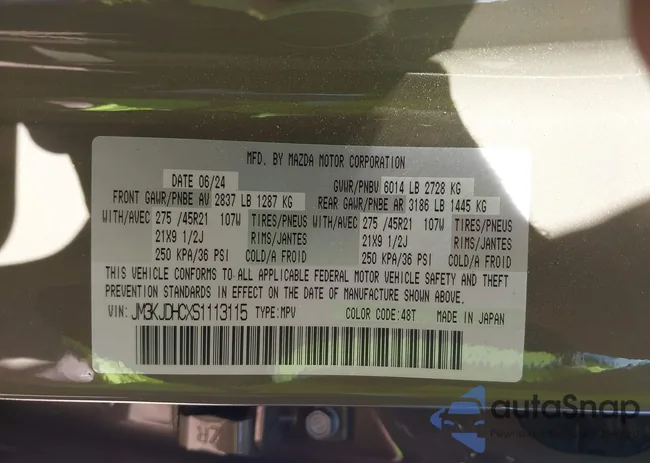 MFD. BY MAZDA MOTOR CORPORATION
DATE 06/24 GVWR/PNBV 6014 LB 2728 KG
FRONT GAWR/PNBE AV 2837 LB 1287 KG REAR GAWR/PNBE AR 3186 LB 1445 KG
WITH/AVEC 275 /45R21 107W TIRES/PNEUS WITH/AVEC 275 /45R21 107W TIRES/PNEUS
21X9 1/2J RIMS/JANTES 21X9 1/2J RIMS/JANTES
250 KPA/36 PSI COLD/A FROID 250 KPA/36 PSI COLD/A FROID
THIS VEHICLE CONFORMS TO ALL APPLICABLE FEDERAL MOTOR VEHICLE SAFETY AND THEFT
PREVENTION STANDARDS IN EFFECT ON THE DATE OF MANUFACTURE SHOWN ABOVE.
VIN: JM3KJDHCXS1113115 TYPE:MPV COLOR CODE:48T MADE IN JAPAN
autoSnap